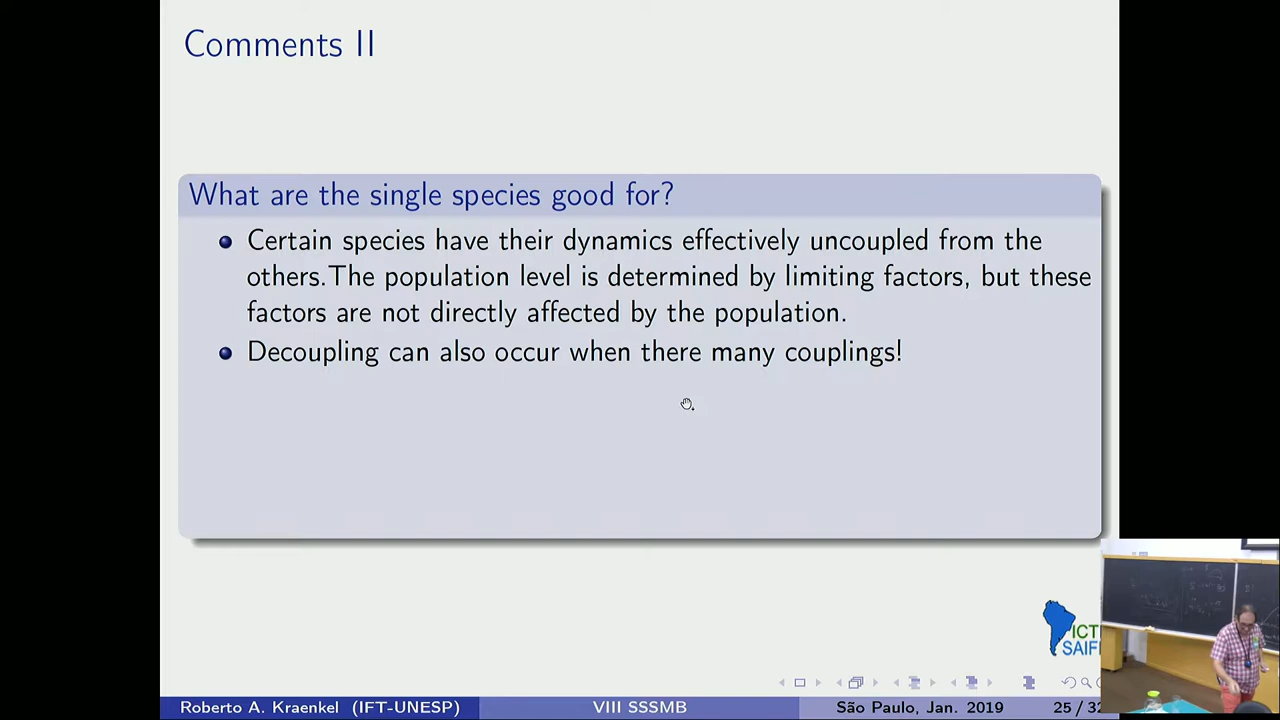 Comments II
What are the single species good for?
Certain species have their dynamics effectively uncoupled from the
others.The population level is determined by limiting factors, but these
factors are not directly affected by the population.
Decoupling can also occur when there many couplings!
ICT
SAIF
Roberto A. Kraenkel (IFT-UNESP) VIII SSSMB São Paulo, Jan. 2019 25 / 32